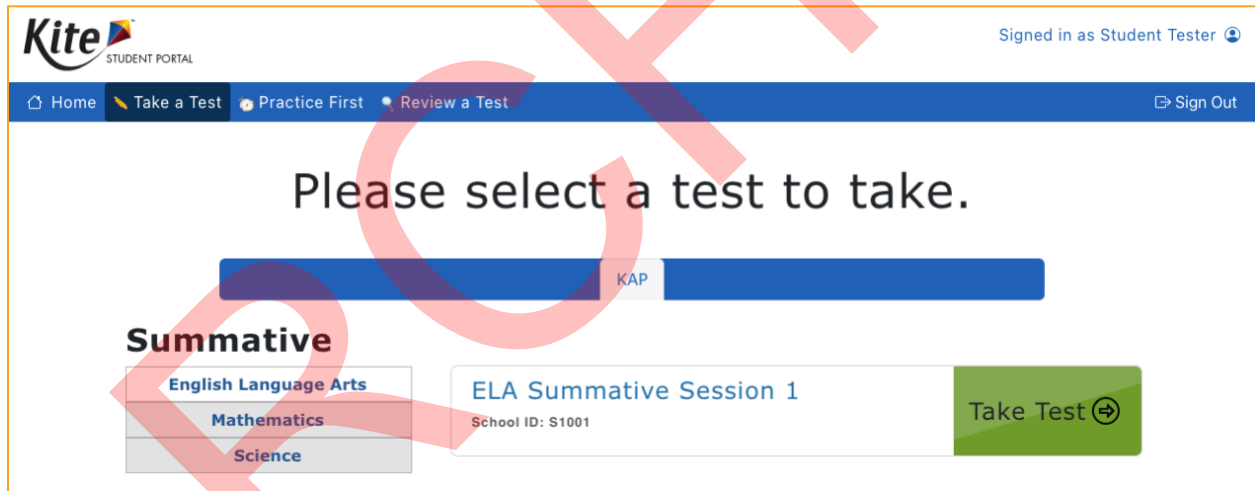 Kite
STUDENT PORTAL
Signed in as Student Tester
Home Take a Test Practice First Review a Test Sign Out
Please select a test to take.
KAP
Summative
English Language Arts
Mathematics
Science
ELA Summative Session 1
School ID: S1001
Take Test